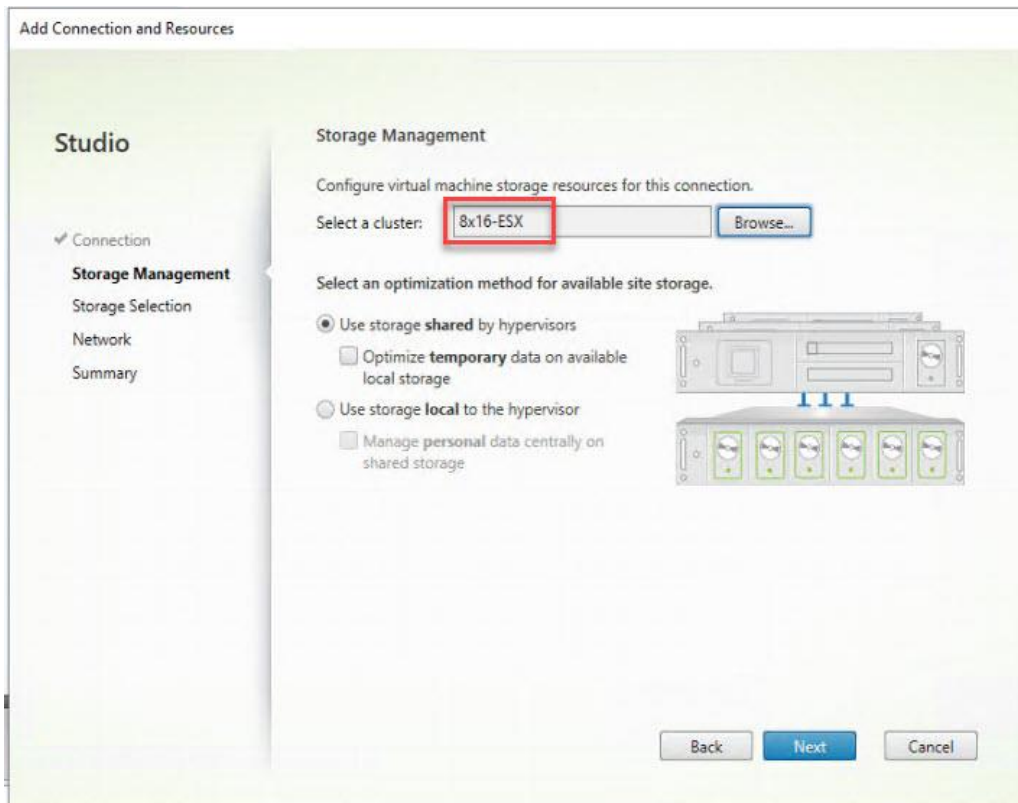 Add Connection and Resources
Studio
Connection
Storage Management
Storage Selection
Network
Summary
Storage Management
Configure virtual machine storage resources for this connection.
Select a cluster: 8x16-ESX Browse...
Select an optimization method for available site storage.
Use storage shared by hypervisors
Optimize temporary data on available
local storage
Use storage local to the hypervisor
Manage personal data centrally on
shared storage
Back Next Cancel